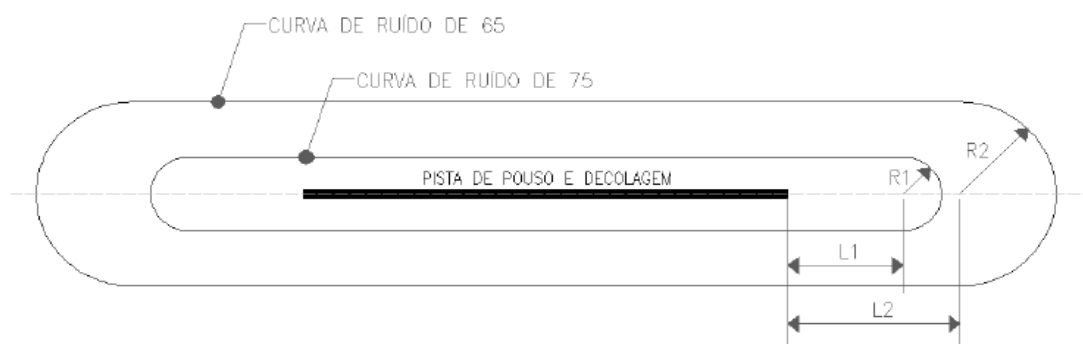 CURVA DE RUÍDO DE 65
CURVA DE RUÍDO DE 75
PISTA DE POUSO E DECOLAGEM
R1
R2
L1
L2